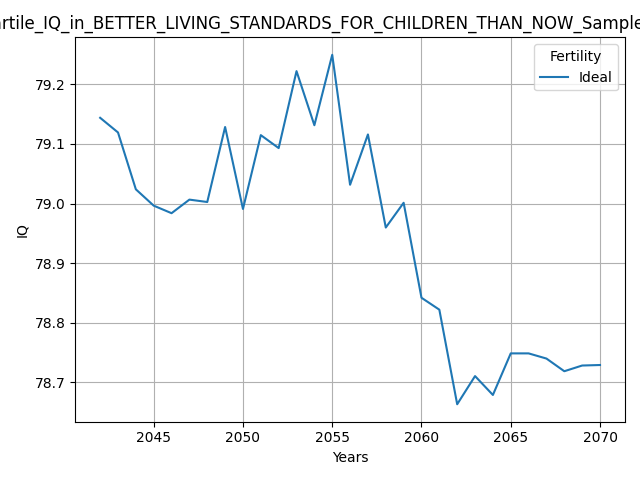 artile_IQ_in_BETTER_LIVING_STANDARDS_FOR_CHILDREN_THAN_NOW_Sample
Fertility
Ideal
79.2
79.1
79.0
78.9
78.8
78.7
IQ
2045 2050 2055 2060 2065 2070
Years